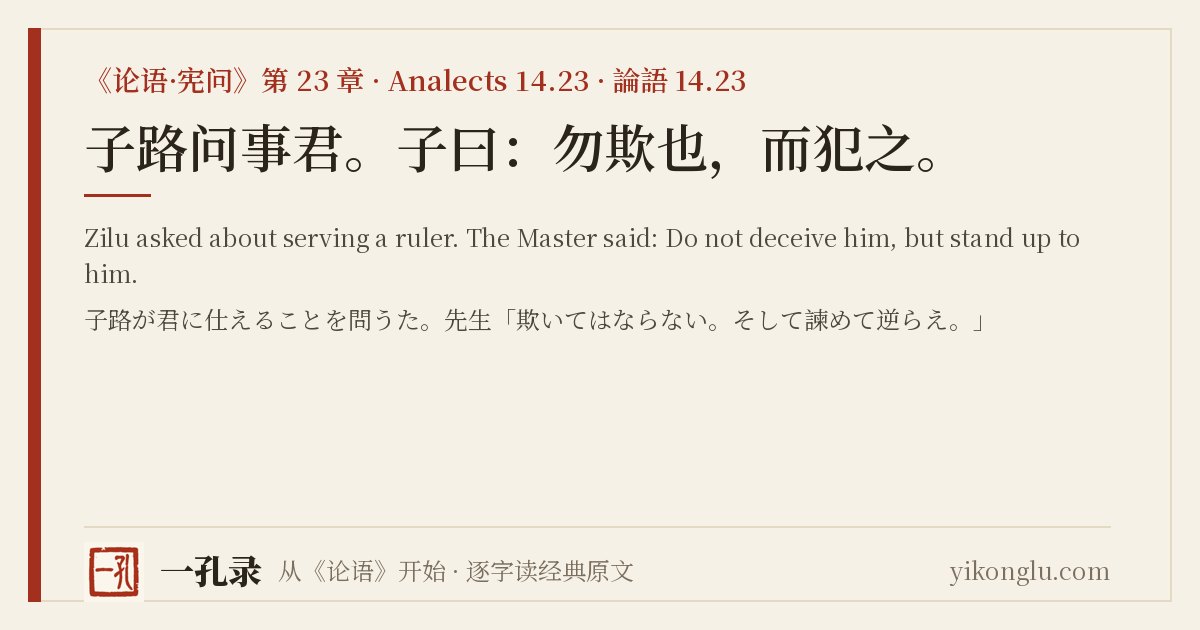 《论语·宪问》第 23 章 · Analects 14.23 · 論語 14.23
子路问事君。子曰：勿欺也，而犯之。
Zilu asked about serving a ruler. The Master said: Do not deceive him, but stand up to
him.
子路が君に仕えることを問うた。先生「欺いてはならない。そして諫めて逆らえ。」
一孔
一孔录 从《论语》开始 · 逐字读经典原文 yikonglu.com